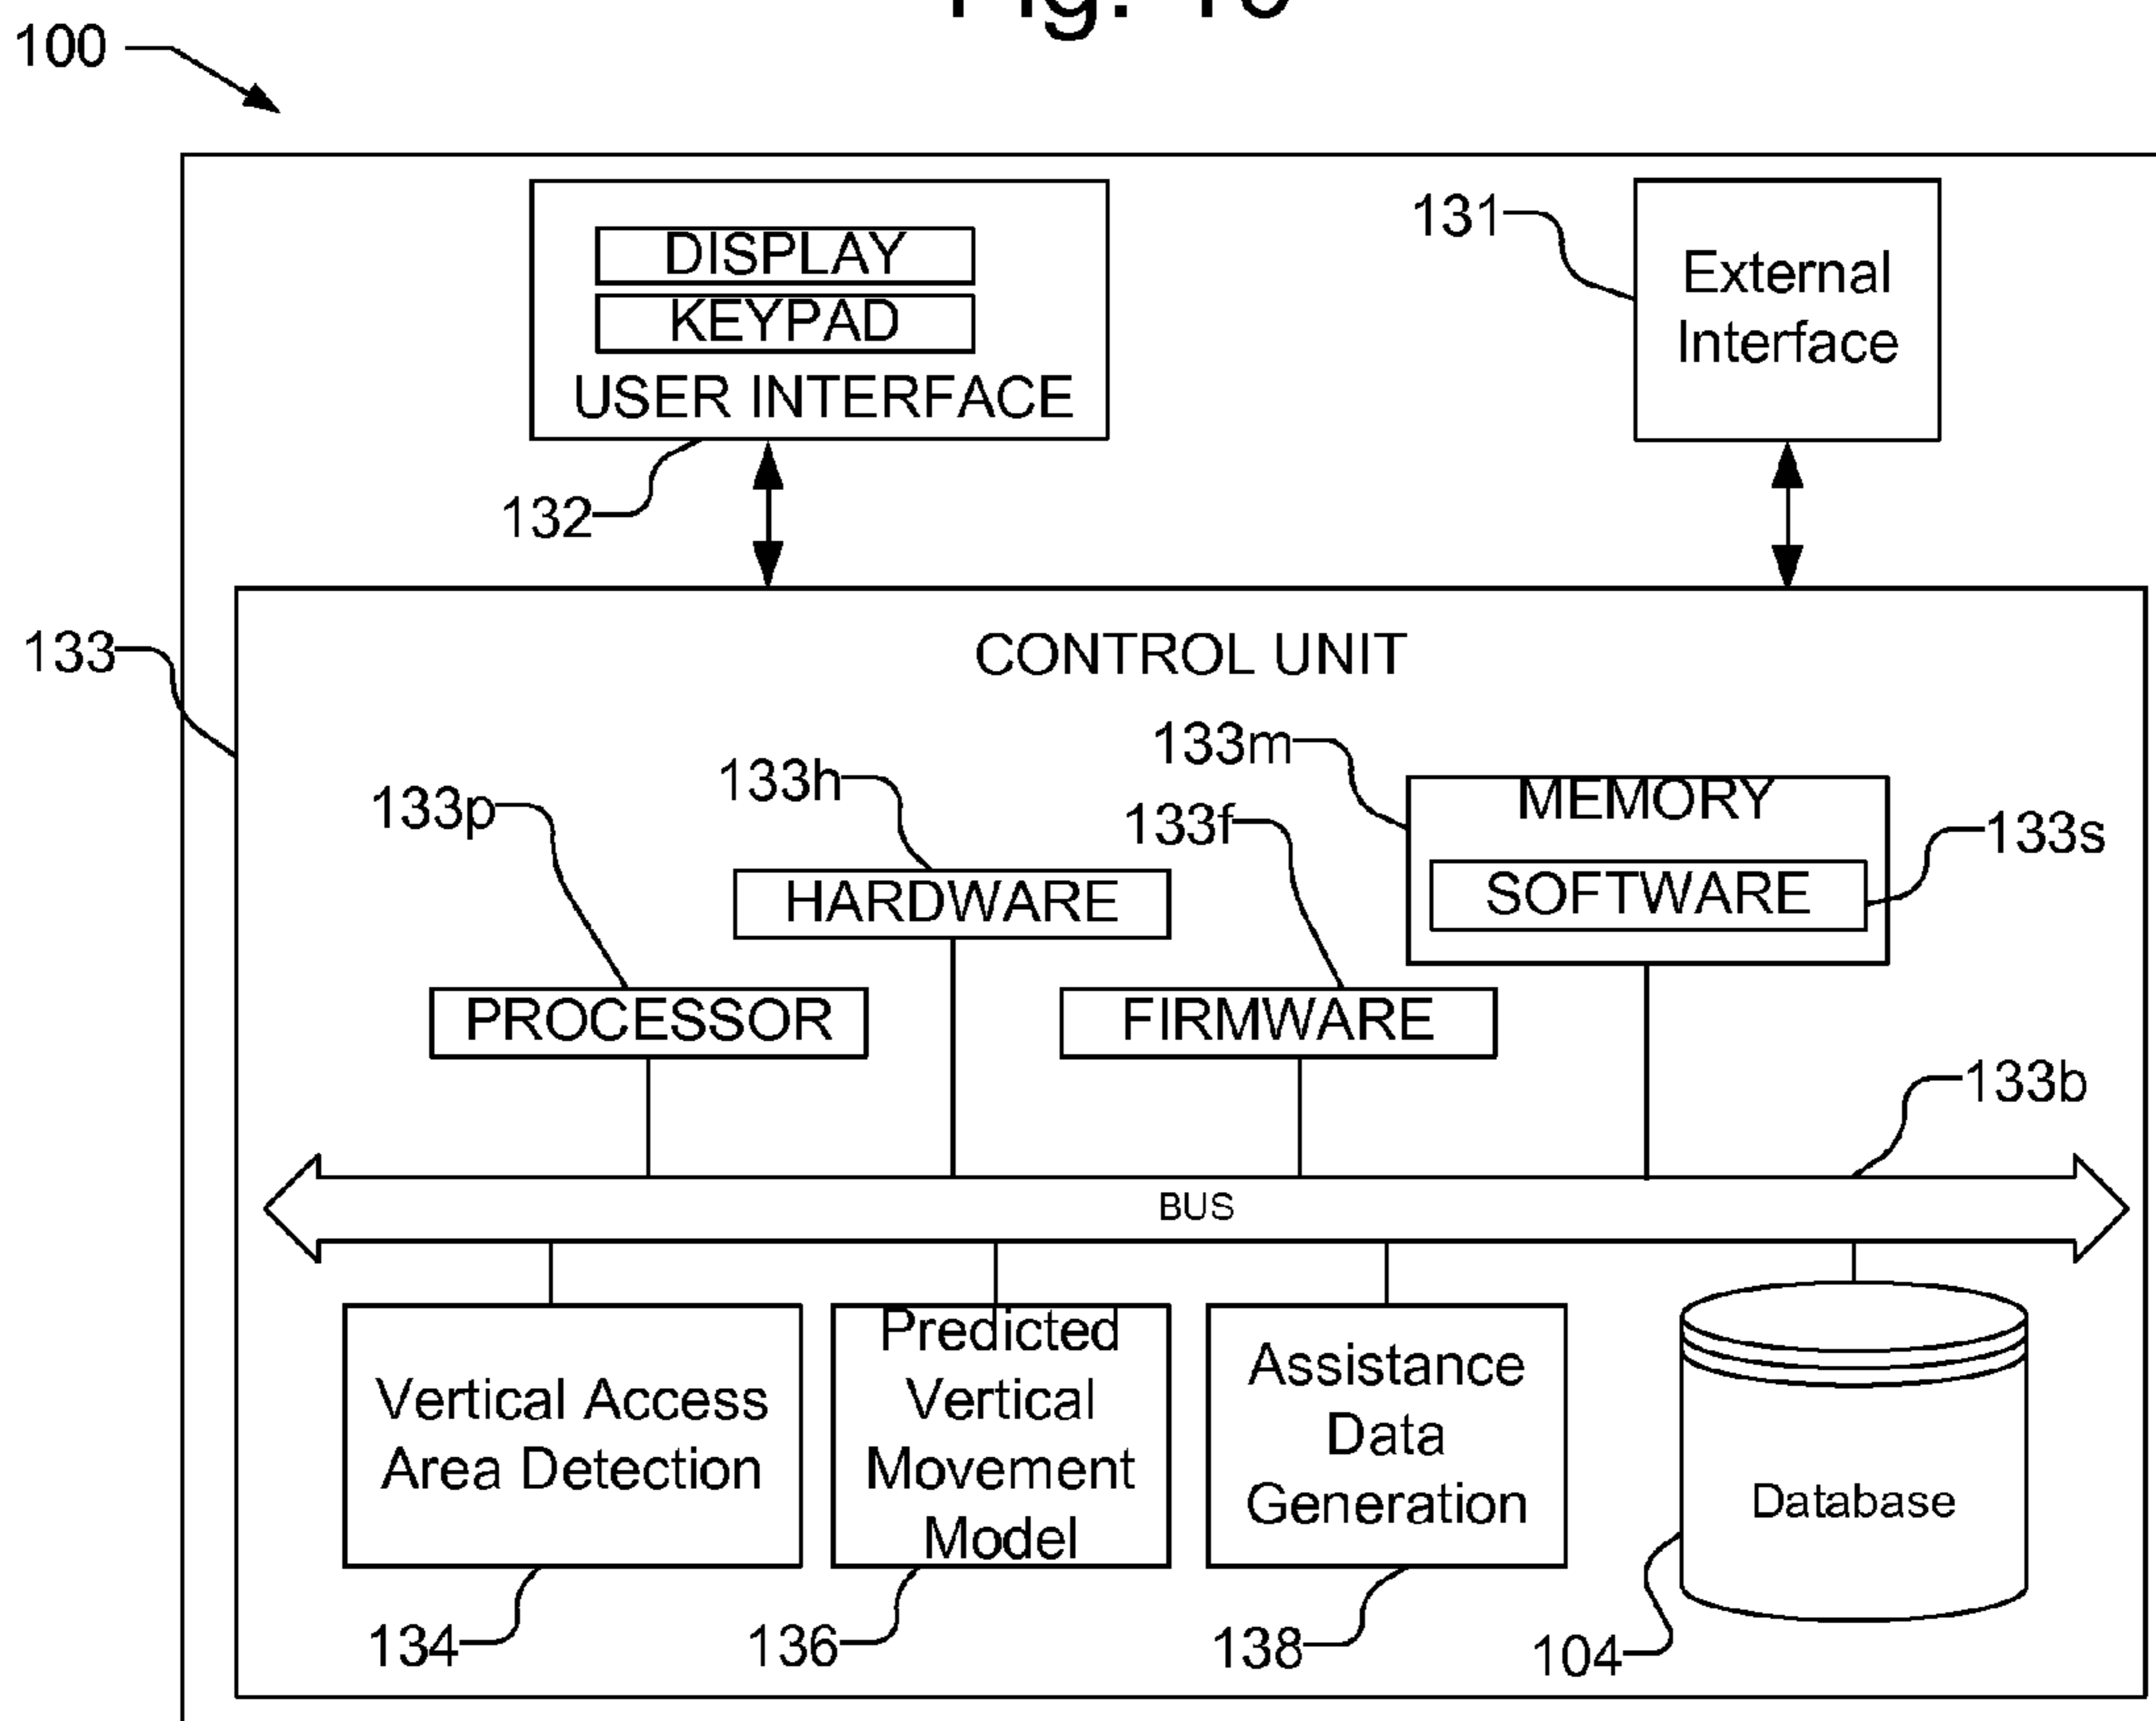 100
DISPLAY
KEYPAD
USER INTERFACE
132
131
External
Interface
133
CONTROL UNIT
133p
133h
133f
133m
MEMORY
133s
SOFTWARE
HARDWARE
PROCESSOR
FIRMWARE
133b
BUS
Vertical Access
Area Detection
Predicted
Vertical
Movement
Model
Assistance
Data
Generation
Database
134
136
138
104